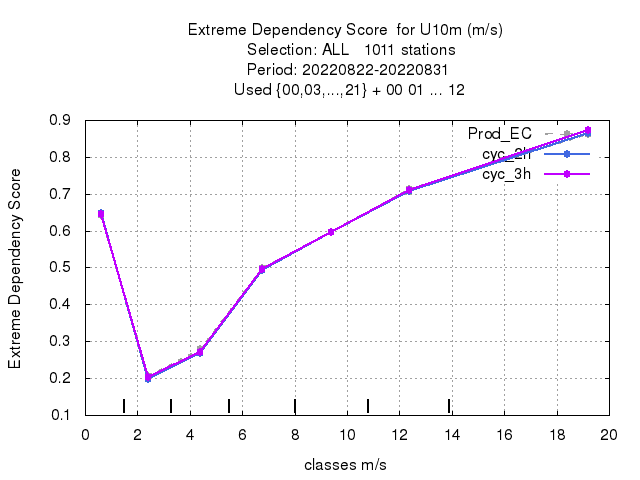 Extreme Dependency Score  for U10m (m/s)
Selection: ALL   1011 stations
Period: 20220822-20220831
Used {00,03,...,21} + 00 01 ... 12
0.9
0.8
0.7
0.6
0.5
0.4
0.3
0.2
0.1
Extreme Dependency Score
Prod_EC
cyc_2h
cyc_3h
0 2 4 6 8 10 12 14 16 18 20
classes m/s